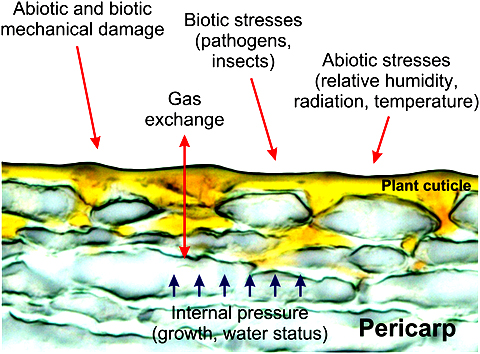 Abiotic and biotic
mechanical damage
Biotic stresses
(pathogens,
insects)
Abiotic stresses
(relative humidity,
radiation, temperature)
Gas
exchange
Plant cuticle
Internal pressure
(growth, water status)
Pericarp